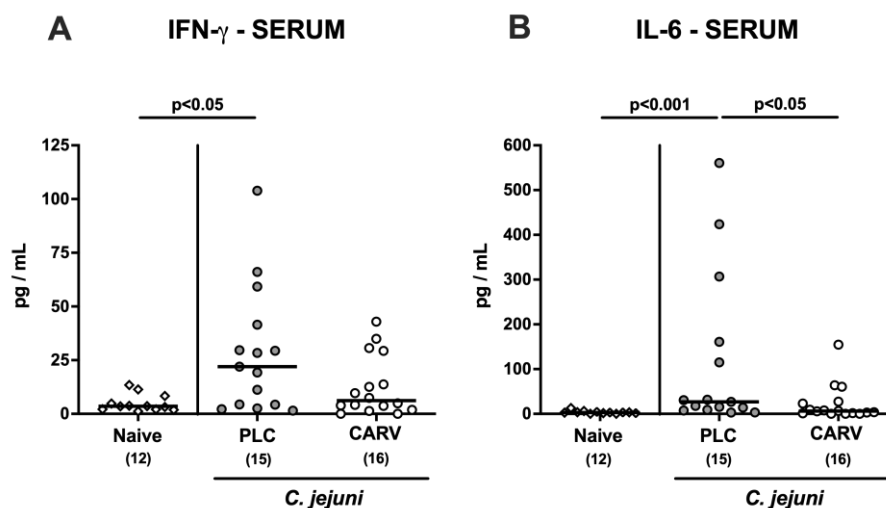 A
IFN-γ - SERUM
p<0.05
125
100
75
50
25
0
pg / mL
Naive
PLC
CARV
(12)
(15)
(16)
C. jejuni
B
IL-6 - SERUM
p<0.001
p<0.05
600
500
400
300
200
100
0
pg / mL
Naive
PLC
CARV
(12)
(15)
(16)
C. jejuni